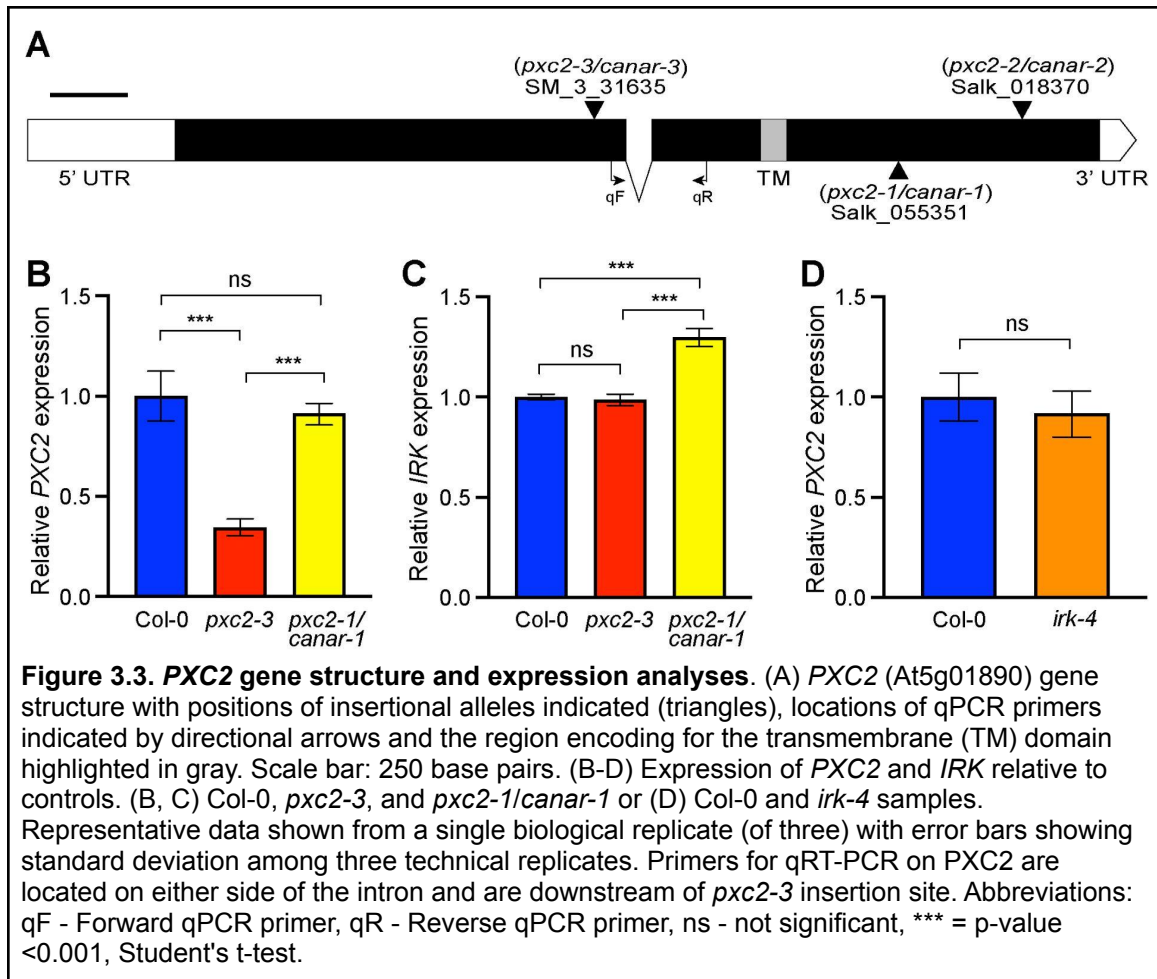 A
(pxc2-3/canar-3)
SM_3_31635
(pxc2-2/canar-2)
Salk_018370
5’ UTR
qF
qR
TM
(pxc2-1/canar-1)
Salk_055351
3’ UTR
B
Relative PXC2 expression
1.5
1.0
0.5
0.0
ns
***
***
Col-0
pxc2-3
pxc2-1/
canar-1
C
Relative IRK expression
1.5
1.0
0.5
0.0
***
***
ns
Col-0
pxc2-3
pxc2-1/
canar-1
D
Relative PXC2 expression
1.5
1.0
0.5
0.0
ns
Col-0
irk-4
Figure 3.3. PXC2 gene structure and expression analyses. (A) PXC2 (At5g01890) gene
structure with positions of insertional alleles indicated (triangles), locations of qPCR primers
indicated by directional arrows and the region encoding for the transmembrane (TM) domain
highlighted in gray. Scale bar: 250 base pairs. (B-D) Expression of PXC2 and IRK relative to
controls. (B, C) Col-0, pxc2-3, and pxc2-1/canar-1 or (D) Col-0 and irk-4 samples.
Representative data shown from a single biological replicate (of three) with error bars showing
standard deviation among three technical replicates. Primers for qRT-PCR on PXC2 are
located on either side of the intron and are downstream of pxc2-3 insertion site. Abbreviations:
qF - Forward qPCR primer, qR - Reverse qPCR primer, ns - not significant, *** = p-value
<0.001, Student's t-test.